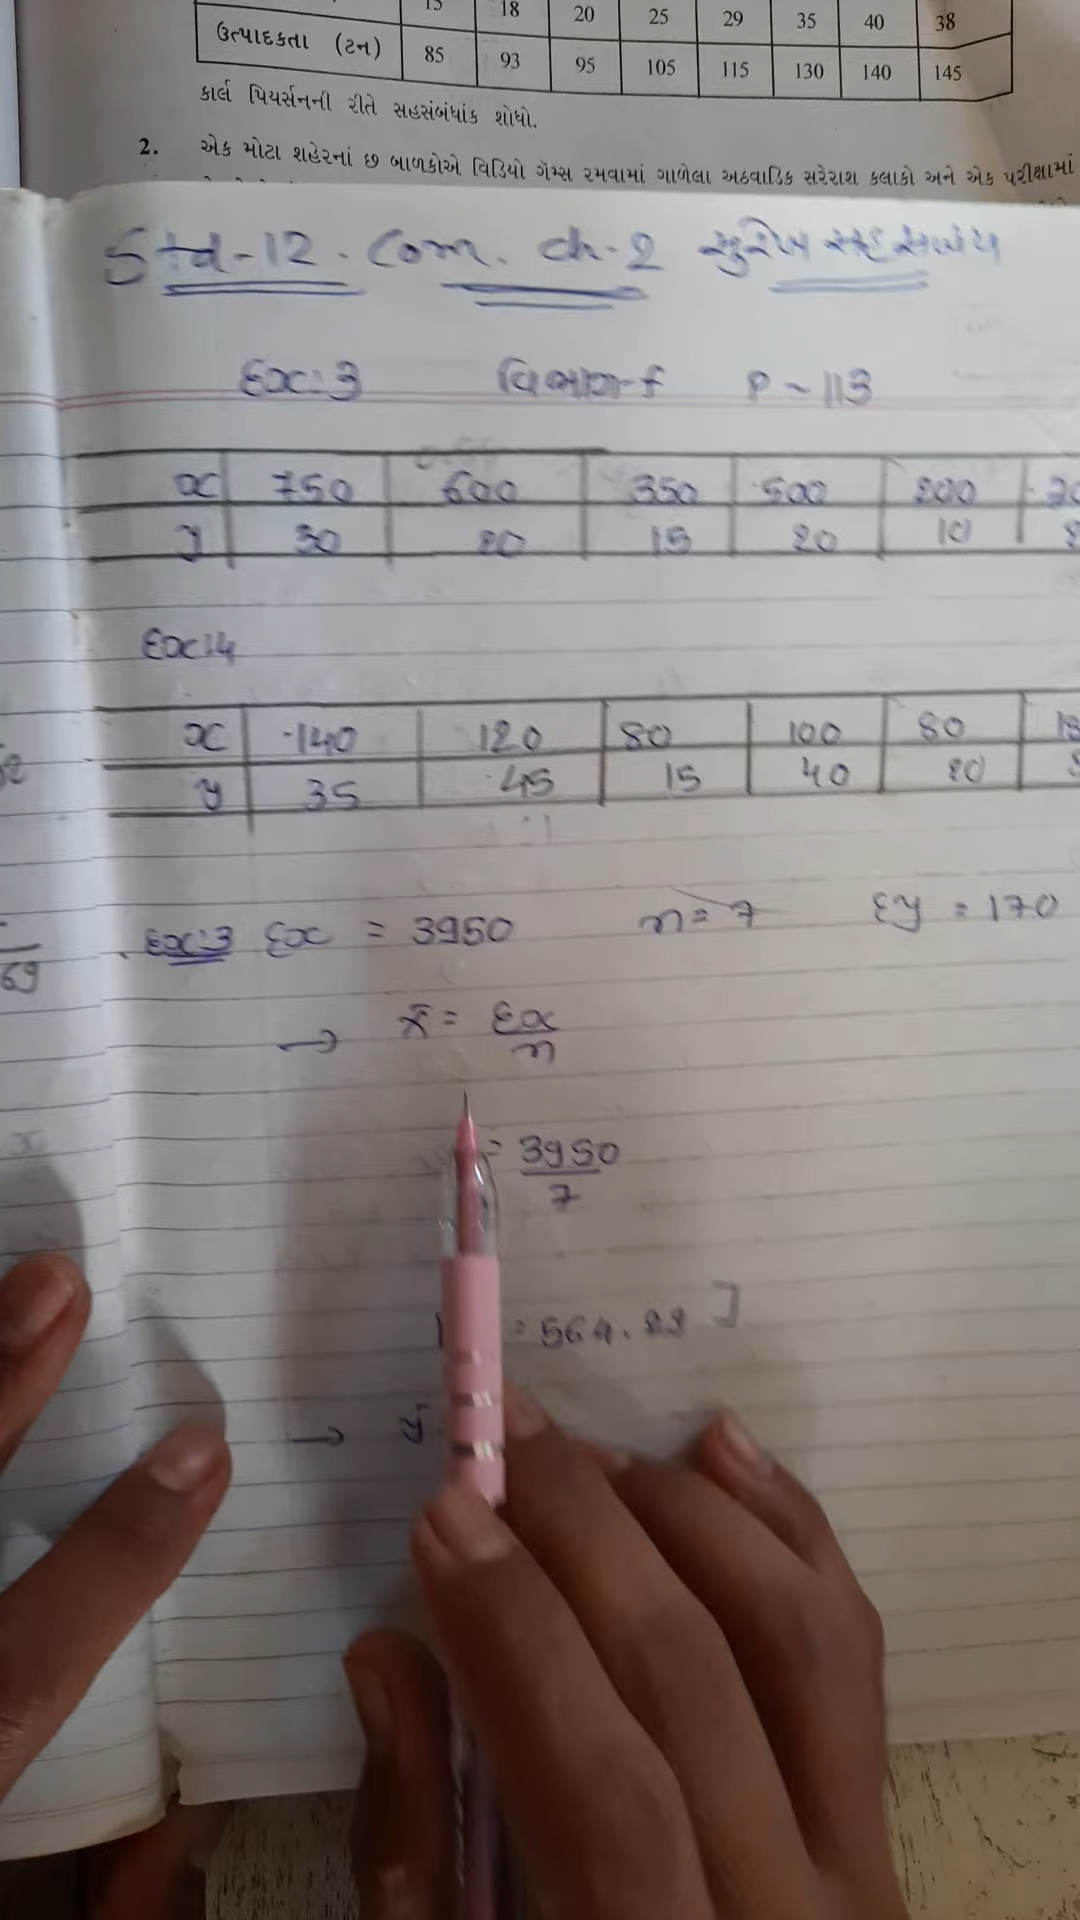 15 18 20 25 29 35 40 38
ઉત્પાદકતા (ટન) 85 93 95 105 115 130 140 145
કાર્લ પિયર્સનની રીતે સહસંબંધાંક શોધો.
2. એક મોટા શહેરનાં છ બાળકોએ વિડિયો ગૅમ્સ રમવામાં ગાળેલા અઠવાડિક સરેરાશ કલાકો અને એક પરીક્ષામાં
Std-12. Com. ch-2 સુરેખ સહસંબંધ
Ex:3 વિભાગ-F P-113
x 750 600 350 500 200
y 30 20 15 20 10
Ex:4
x 140 120 80 100 80
y 35 45 15 40 20
69
Ex:3 Σx = 3950 n = 7 Σy = 170
→ x̄ = Σx
n
= 3950
7
= 564.29 ]
→ ȳ